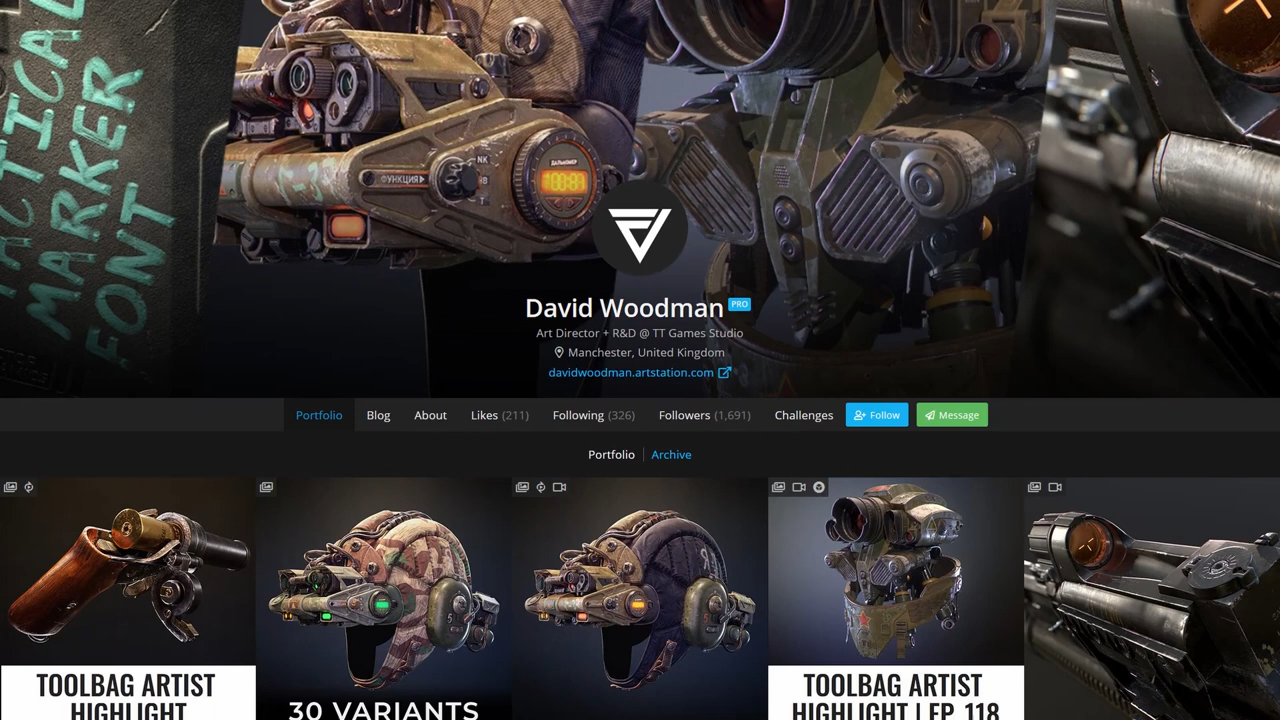 TACTICAL
MARKER
FONT
ДАЛЬНОМЕР
ФУНКЦИЯ
NK
David Woodman PRO
Art Director + R&D @ TT Games Studio
Manchester, United Kingdom
davidwoodman.artstation.com
Portfolio Blog About Likes (211) Following (326) Followers (1,691) Challenges Follow Message
Portfolio Archive
TOOLBAG ARTIST
HIGHLIGHT
30 VARIANTS
TOOLBAG ARTIST
HIGHLIGHT | EP. 118